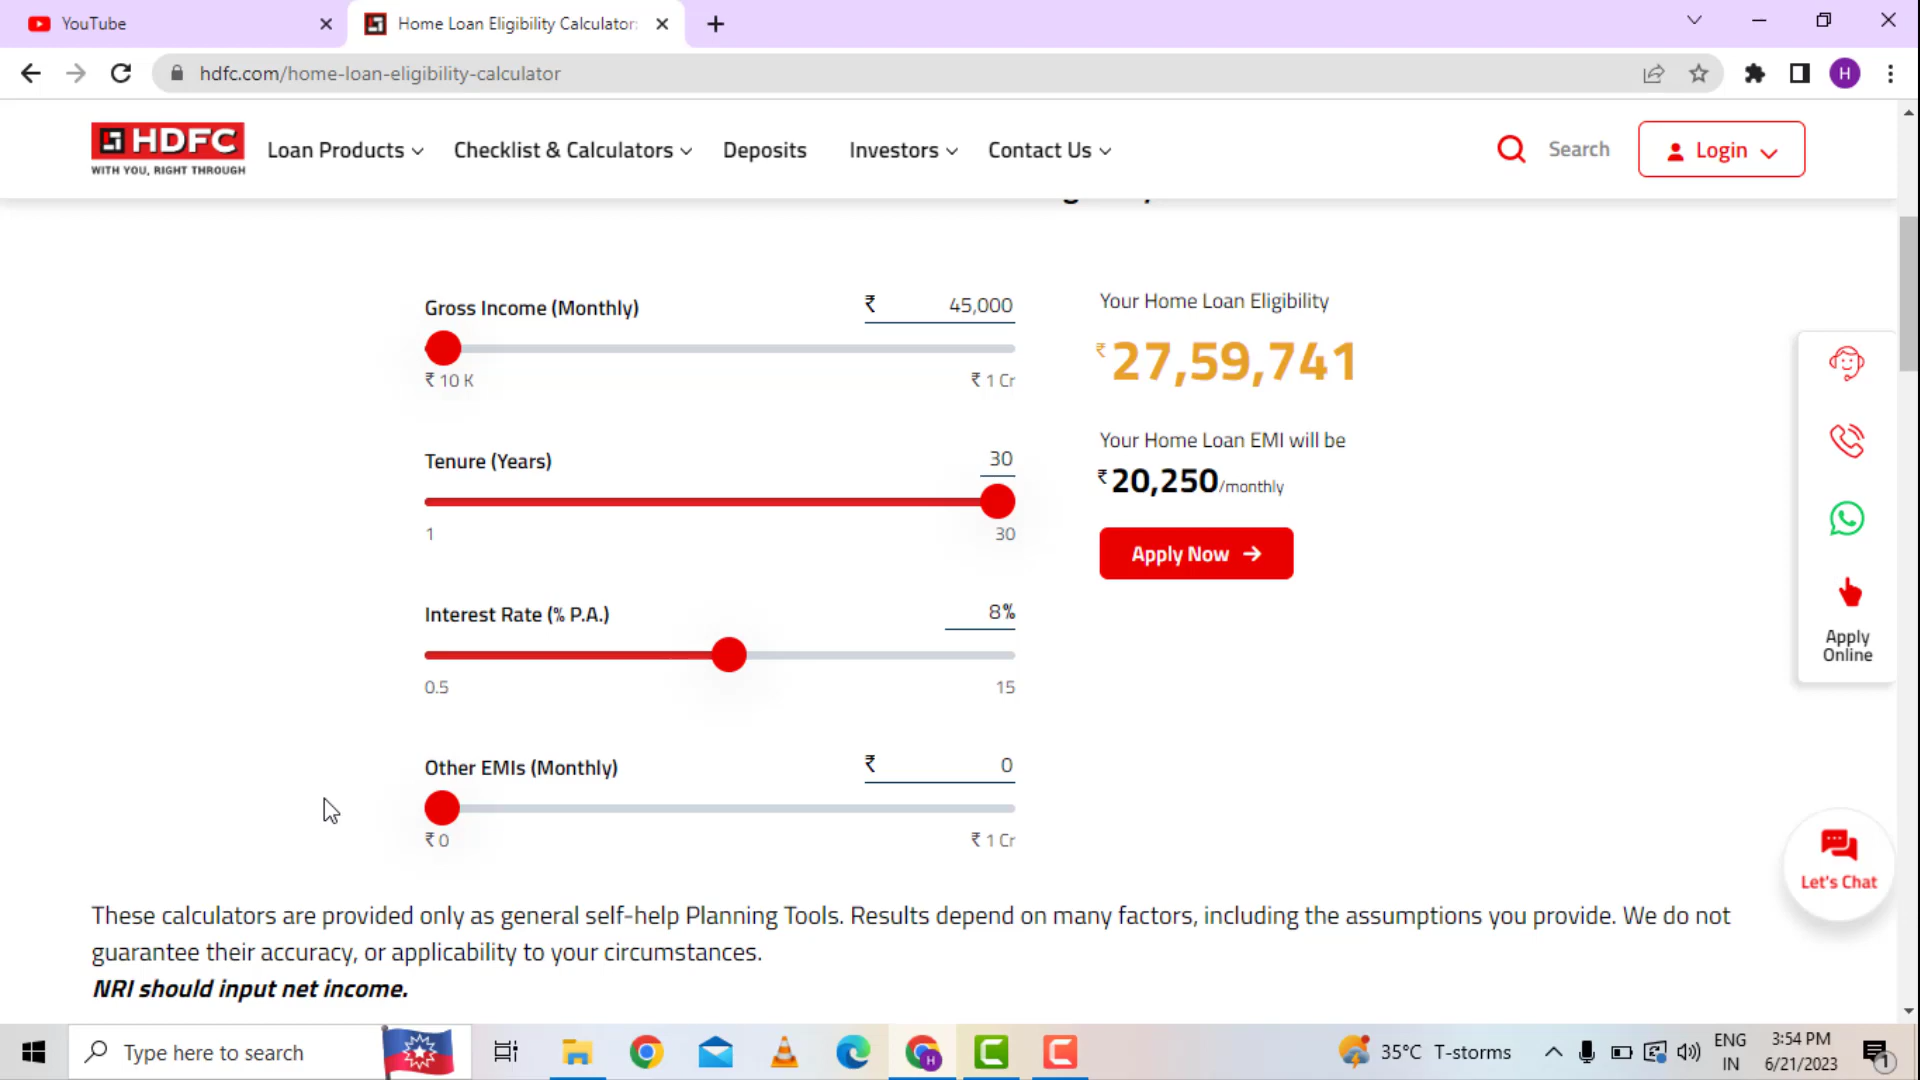 YouTube
Home Loan Eligibility Calculator
hdfc.com/home-loan-eligibility-calculator
H
HDFC
WITH YOU, RIGHT THROUGH
Loan Products
Checklist & Calculators
Deposits
Investors
Contact Us
Search
Login
Gross Income (Monthly)
₹ 45,000
₹ 10 K
₹ 1 Cr
Your Home Loan Eligibility
₹27,59,741
Your Home Loan EMI will be
₹20,250/monthly
Apply Now
Tenure (Years)
30
1
30
Interest Rate (% P.A.)
8%
0.5
15
Other EMIs (Monthly)
₹ 0
₹ 0
₹ 1 Cr
Apply
Online
Let's Chat
These calculators are provided only as general self-help Planning Tools. Results depend on many factors, including the assumptions you provide. We do not
guarantee their accuracy, or applicability to your circumstances.
NRI should input net income.
Type here to search
H
35°C T-storms
ENG
IN
3:54 PM
6/21/2023
1